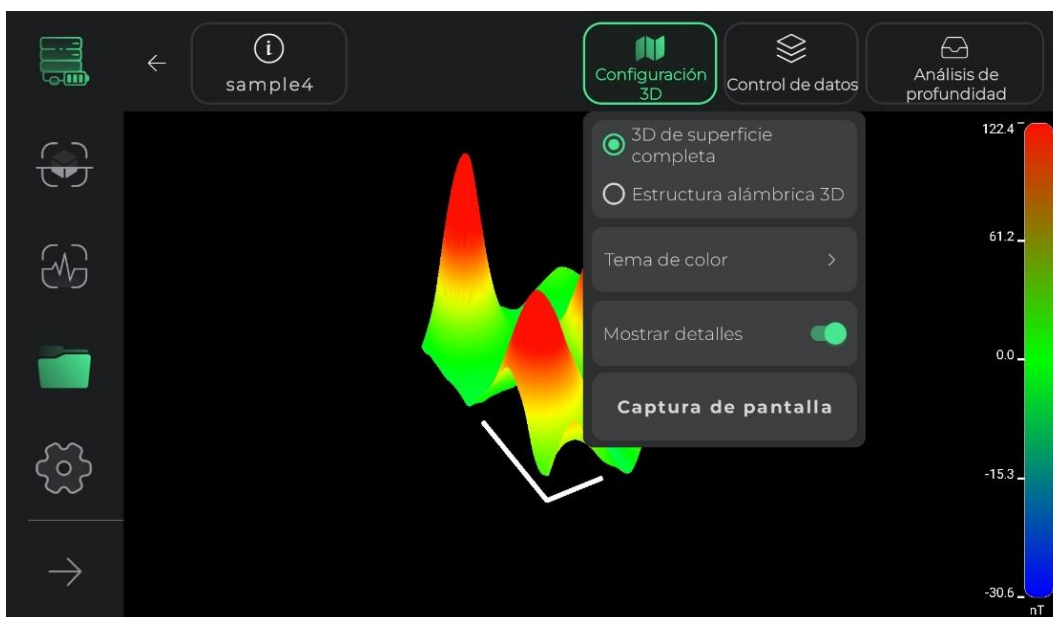 sample4
Configuración
3D
Control de datos
Análisis de
profundidad
3D de superficie
completa
Estructura alámbrica 3D
Tema de color
Mostrar detalles
Captura de pantalla
122.4
61.2
0.0
-15.3
-30.6
nT